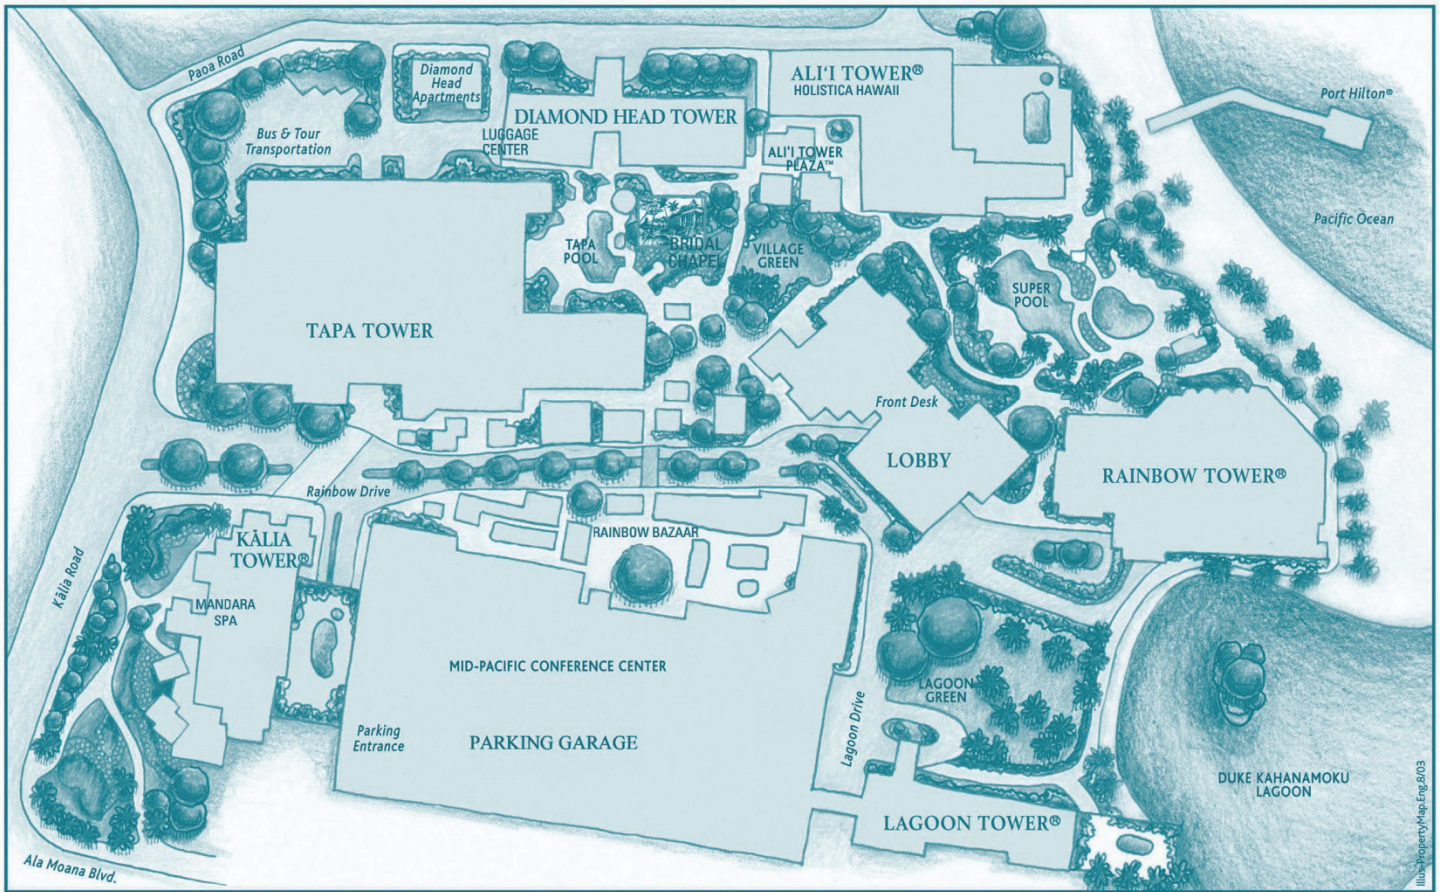 Paoa Road
Diamond
Head
Apartments
Bus & Tour
Transportation
LUGGAGE
CENTER
DIAMOND HEAD TOWER
ALI'I TOWER®
HOLISTICA HAWAII
ALI'I TOWER
PLAZA™
Port Hilton®
Pacific Ocean
TAPA
POOL
BRIDAL
CHAPEL
VILLAGE
GREEN
SUPER
POOL
TAPA TOWER
Front Desk
LOBBY
RAINBOW TOWER®
Rainbow Drive
RAINBOW BAZAAR
KĀLIA
TOWER®
Kālia Road
MANDARA
SPA
MID-PACIFIC CONFERENCE CENTER
Parking
Entrance
PARKING GARAGE
Lagoon Drive
LAGOON
GREEN
LAGOON TOWER®
DUKE KAHANAMOKU
LAGOON
Ala Moana Blvd.
Illus-PropertyMap.Eng.8/03